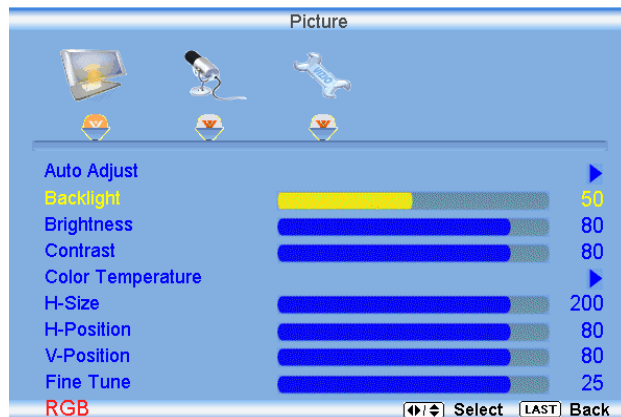 Picture
VIZIO
Auto Adjust
Backlight 50
Brightness 80
Contrast 80
Color Temperature
H-Size 200
H-Position 80
V-Position 80
Fine Tune 25
RGB Select LAST Back